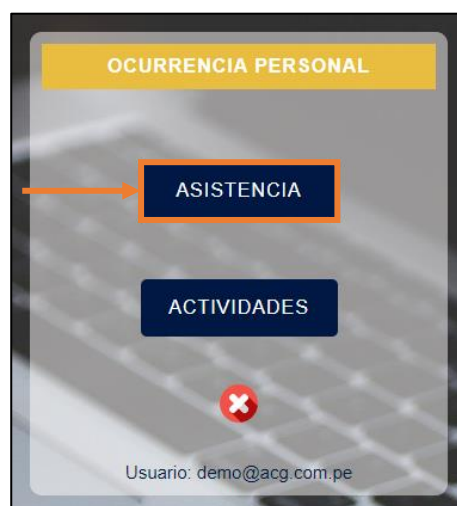 OCURRENCIA PERSONAL
ASISTENCIA
ACTIVIDADES
Usuario: demo@acg.com.pe